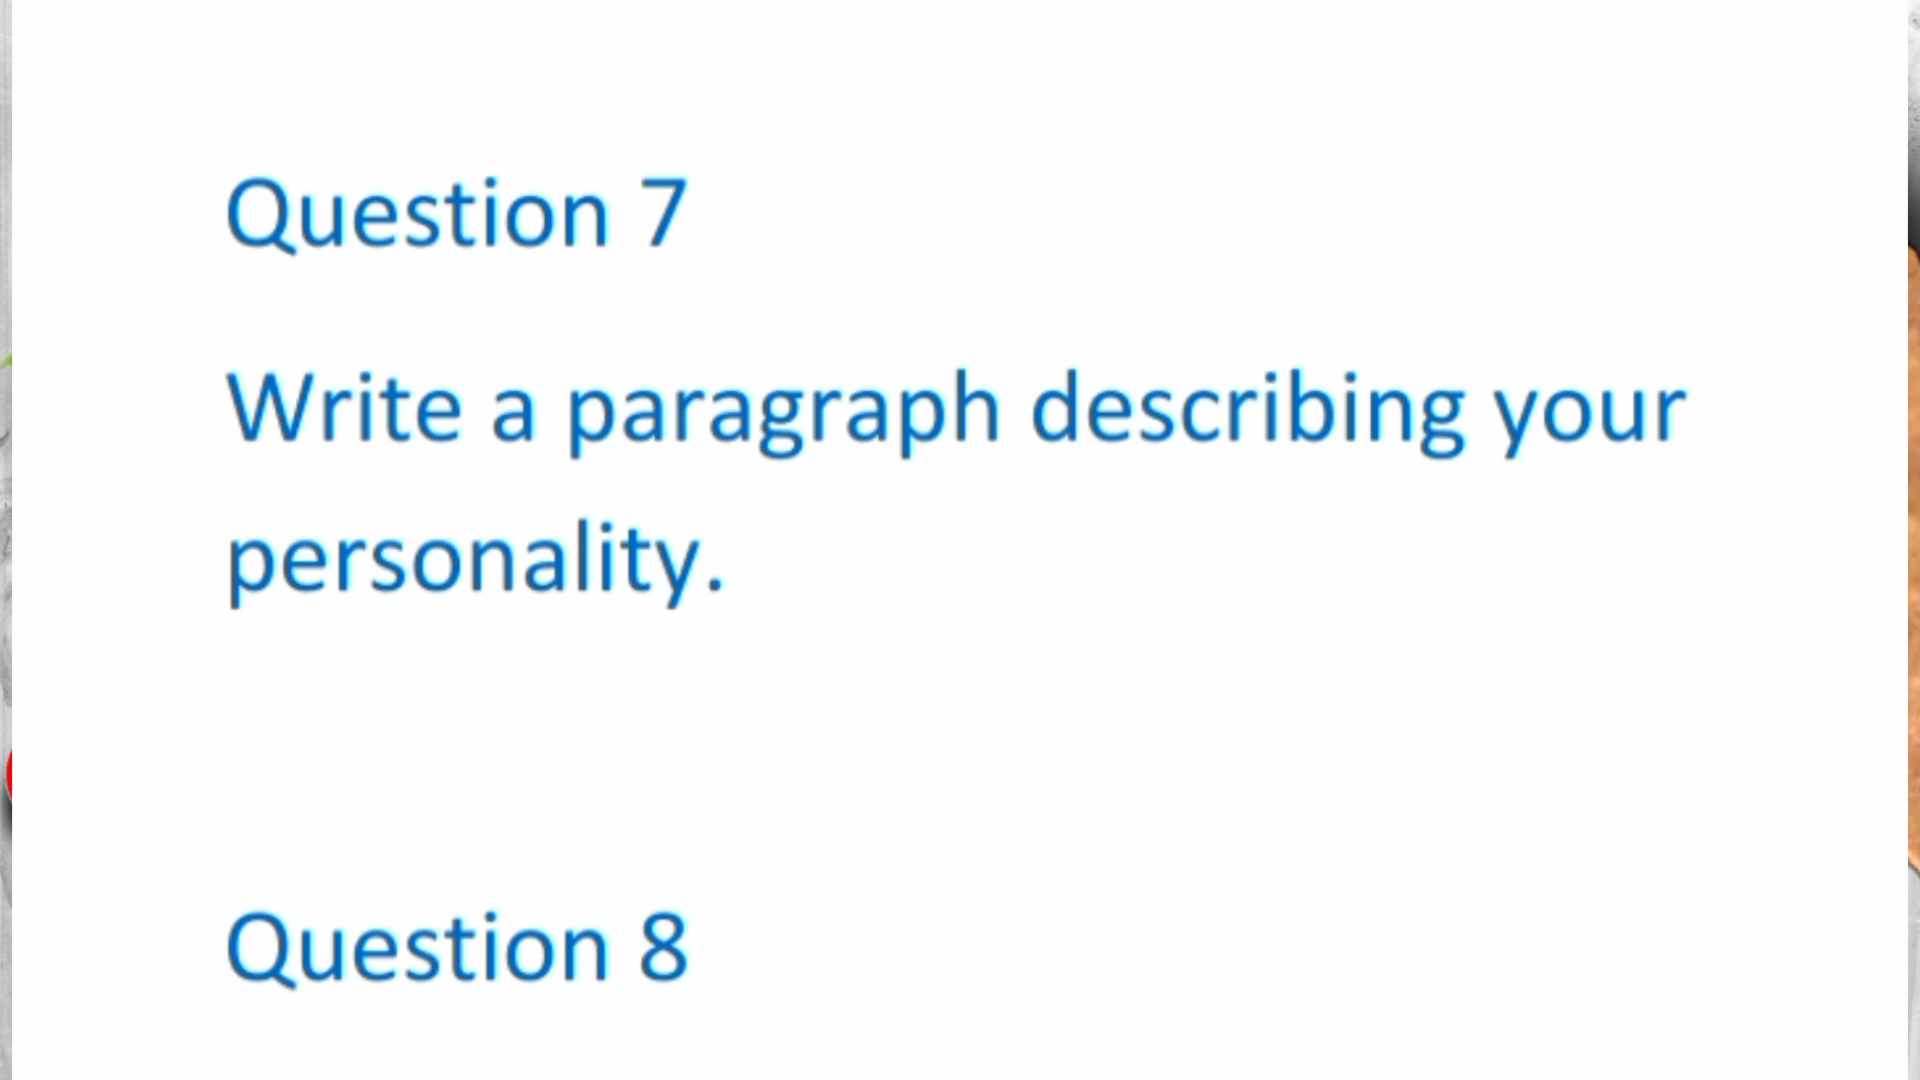 Question 7
Write a paragraph describing your
personality.
Question 8